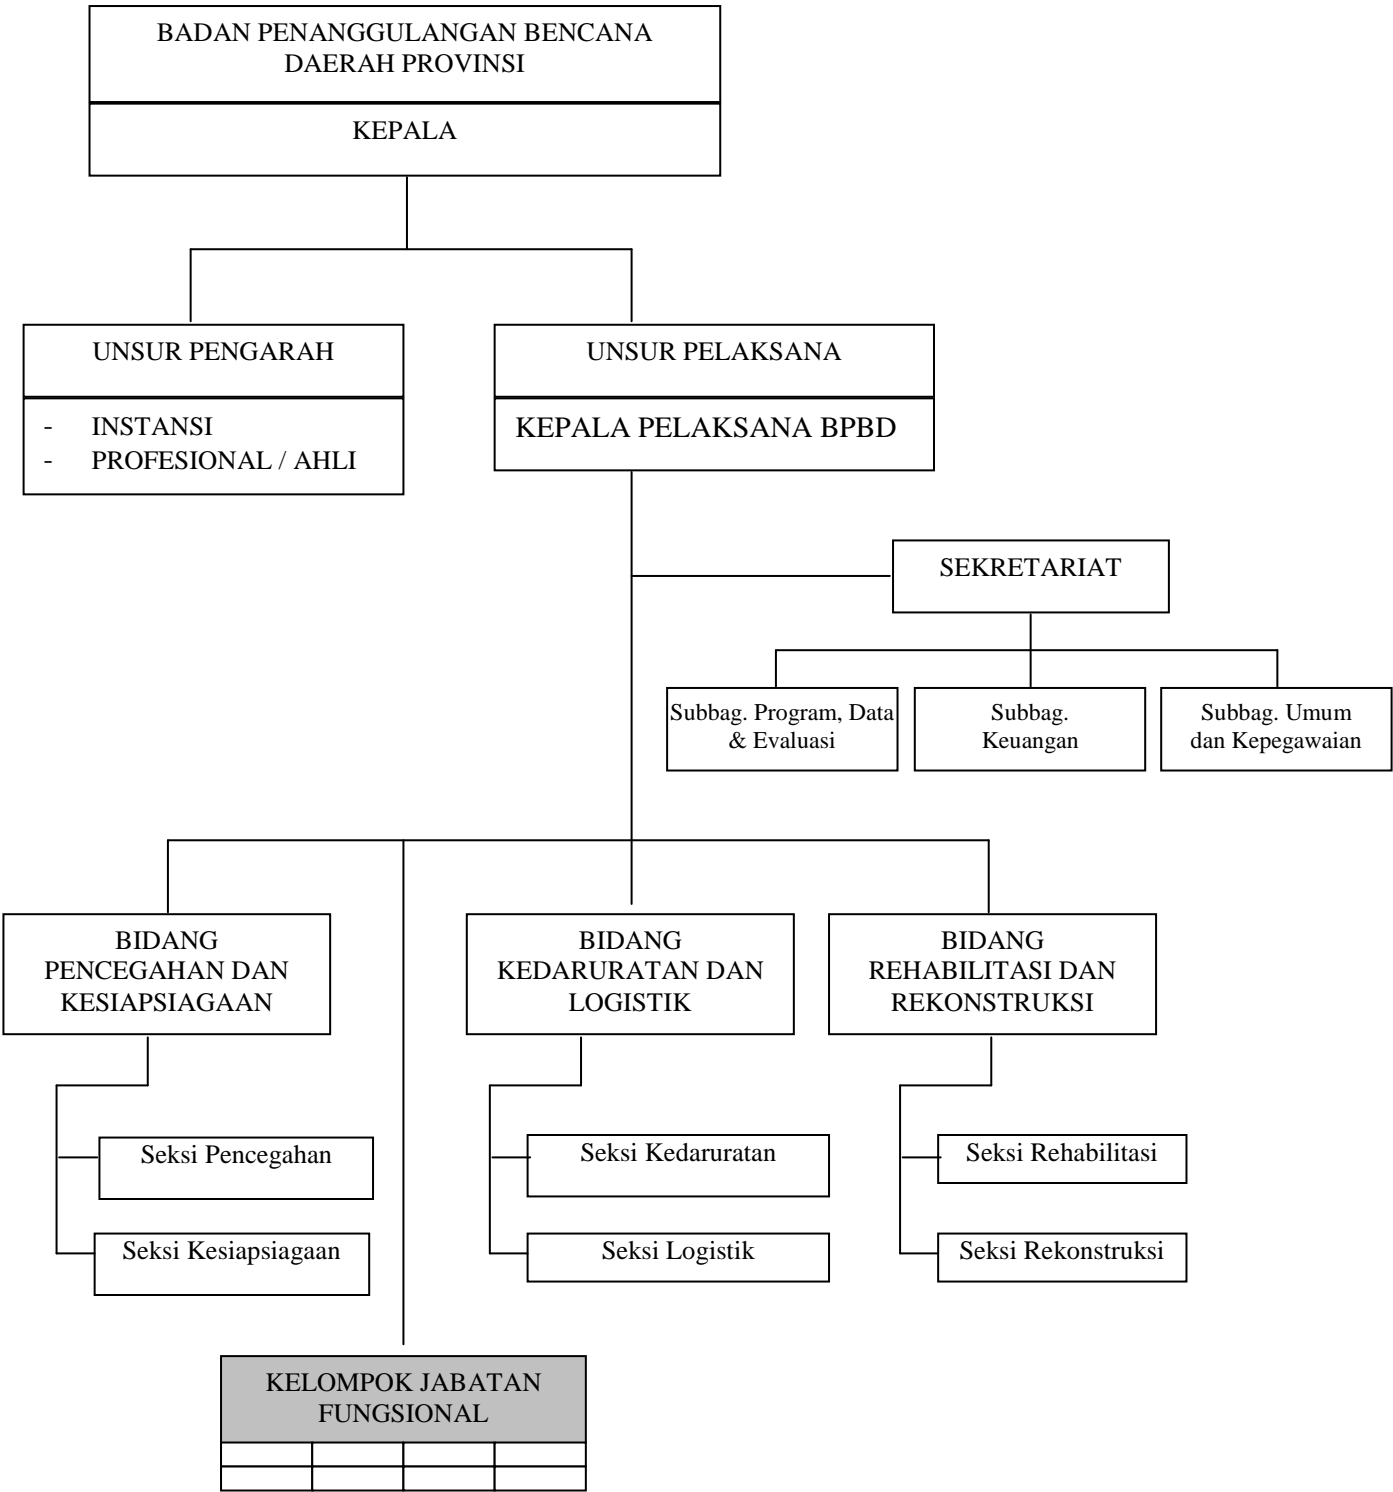 BADAN PENANGGULANGAN BENCANA
DAERAH PROVINSI
KEPALA
UNSUR PENGARAH
- INSTANSI
- PROFESIONAL / AHLI
UNSUR PELAKSANA
KEPALA PELAKSANA BPBD
SEKRETARIAT
Subbag. Program, Data
& Evaluasi
Subbag.
Keuangan
Subbag. Umum
dan Kepegawaian
BIDANG
PENCEGAHAN DAN
KESIAPSIAGAAN
BIDANG
KEDARURATAN DAN
LOGISTIK
BIDANG
REHABILITASI DAN
REKONSTRUKSI
Seksi Pencegahan
Seksi Kesiapsiagaan
Seksi Kedaruratan
Seksi Logistik
Seksi Rehabilitasi
Seksi Rekonstruksi
KELOMPOK JABATAN
FUNGSIONAL